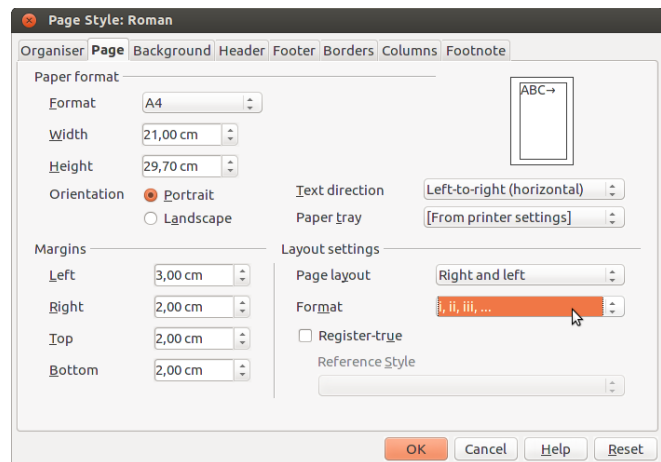 Page Style: Roman
Organiser Page Background Header Footer Borders Columns Footnote
Paper format
Format A4
Width 21,00 cm
Height 29,70 cm
Orientation Portrait
Landscape
ABC→
Text direction Left-to-right (horizontal)
Paper tray [From printer settings]
Margins
Left 3,00 cm
Right 2,00 cm
Top 2,00 cm
Bottom 2,00 cm
Layout settings
Page layout Right and left
Format i, ii, iii, ...
Register-true
Reference Style
OK Cancel Help Reset